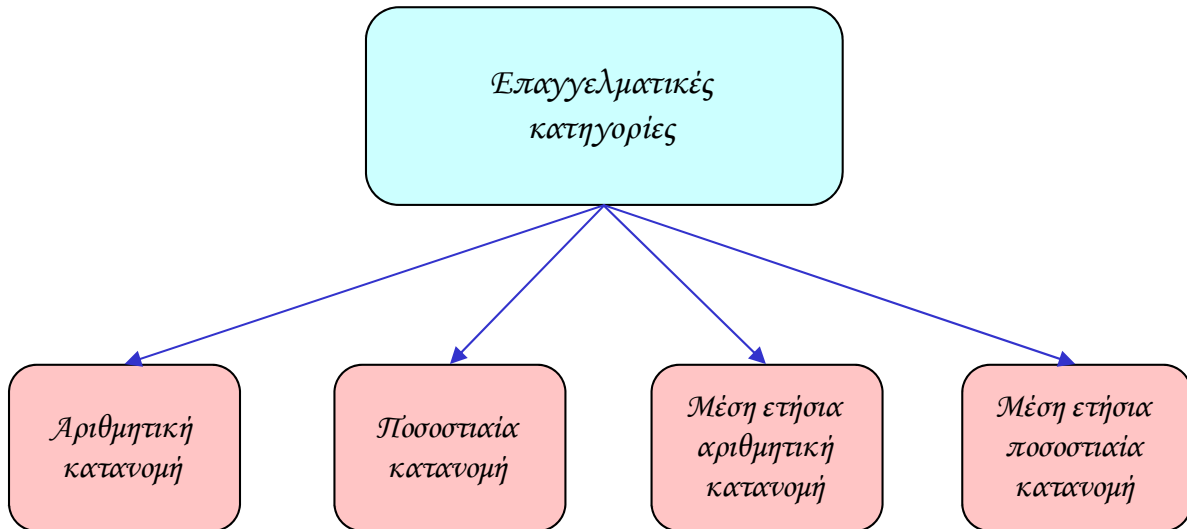 Επαγγελματικές
κατηγορίες
Αριθμητική
κατανομή
Ποσοστιαία
κατανομή
Μέση ετήσια
αριθμητική
κατανομή
Μέση ετήσια
ποσοστιαία
κατανομή